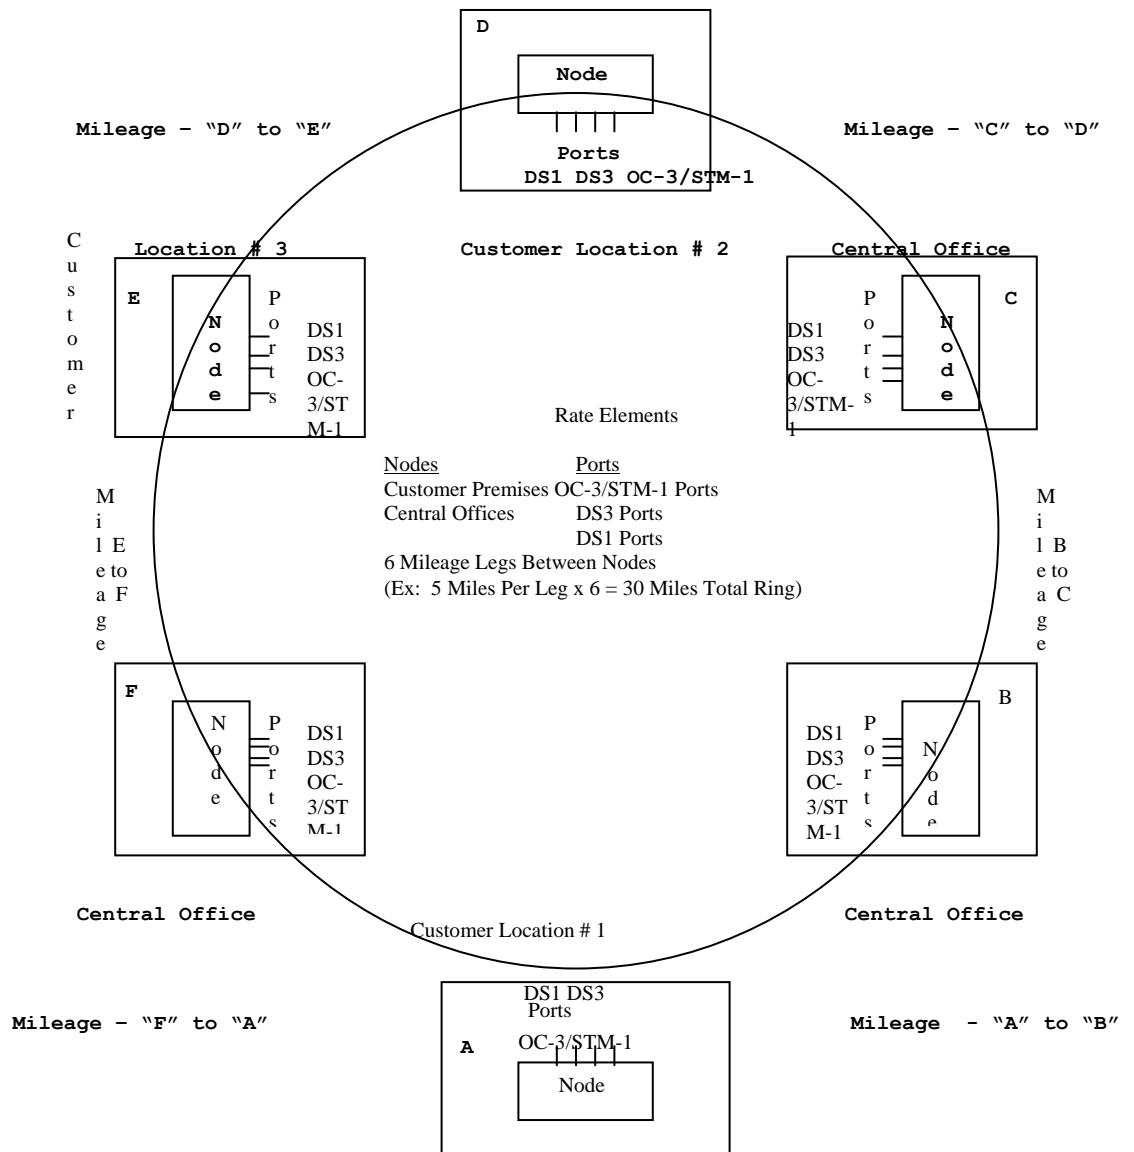 D
Node
Mileage – “D” to “E”
Mileage – “C” to “D”
Ports
DS1 DS3 OC-3/STM-1
Customer
Location # 3
Customer Location # 2
Central Office
E
Node
Ports
DS1
DS3
OC-
3/ST
M-1
DS1
DS3
OC-
3/STM-
1
Ports
Node
C
Rate Elements
Nodes Ports
Customer Premises OC-3/STM-1 Ports
Central Offices DS3 Ports
DS1 Ports
6 Mileage Legs Between Nodes
(Ex: 5 Miles Per Leg x 6 = 30 Miles Total Ring)
Mileage
E
to
F
Mileage
B
to
C
F
Node
Ports
DS1
DS3
OC-
3/ST
M-1
DS1
DS3
OC-
3/ST
M-1
Ports
Node
B
Central Office
Customer Location # 1
Central Office
Mileage – “F” to “A”
DS1 DS3
Ports
Mileage - “A” to “B”
A
OC-3/STM-1
Node